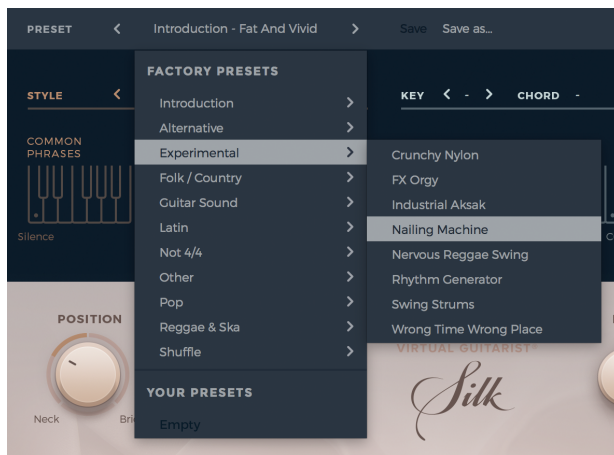 PRESET
Introduction - Fat And Vivid
Save
Save as...
FACTORY PRESETS
STYLE
KEY
-
CHORD
-
Introduction
Alternative
COMMON
PHRASES
Experimental
Crunchy Nylon
Folk / Country
FX Orgy
Guitar Sound
Industrial Aksak
Latin
Nailing Machine
Silence
Not 4/4
Nervous Reggae Swing
Other
Rhythm Generator
Pop
Swing Strums
POSITION
Reggae & Ska
Wrong Time Wrong Place
Shuffle
VIRTUAL GUITARIST
Silk
YOUR PRESETS
Neck
Empty